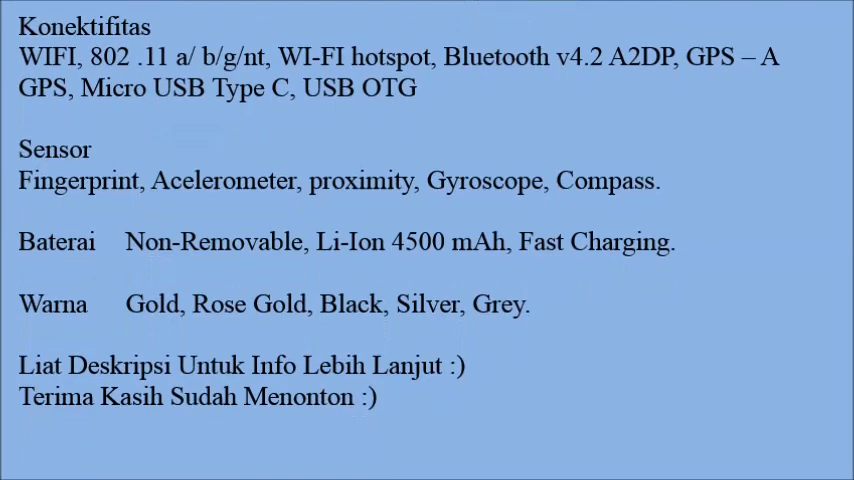 Konektifitas
WIFI, 802 .11 a/ b/g/nt, WI-FI hotspot, Bluetooth v4.2 A2DP, GPS – A
GPS, Micro USB Type C, USB OTG
Sensor
Fingerprint, Acelerometer, proximity, Gyroscope, Compass.
Baterai Non-Removable, Li-Ion 4500 mAh, Fast Charging.
Warna Gold, Rose Gold, Black, Silver, Grey.
Liat Deskripsi Untuk Info Lebih Lanjut :)
Terima Kasih Sudah Menonton :)